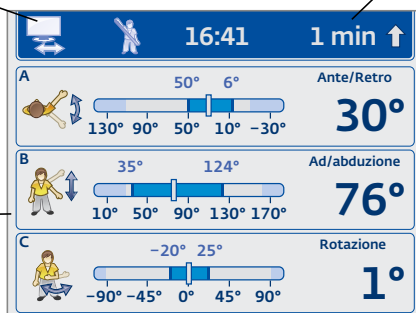 16:41 1 min
A 50° 6° Ante/Retro
130° 90° 50° 10° -30° 30°
B 35° 124° Ad/abduzione
10° 50° 90° 130° 170° 76°
C −20° 25° Rotazione
−90° −45° 0° 45° 90° 1°